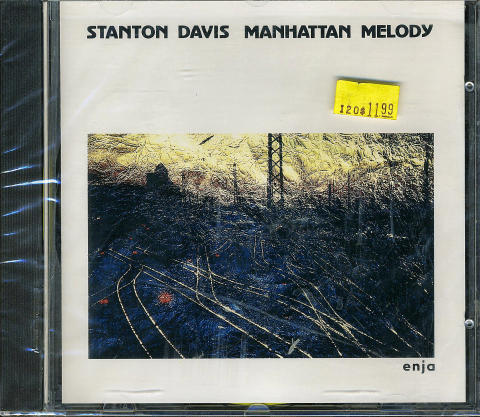 STANTON DAVIS MANHATTAN MELODY
120$11.99
enja